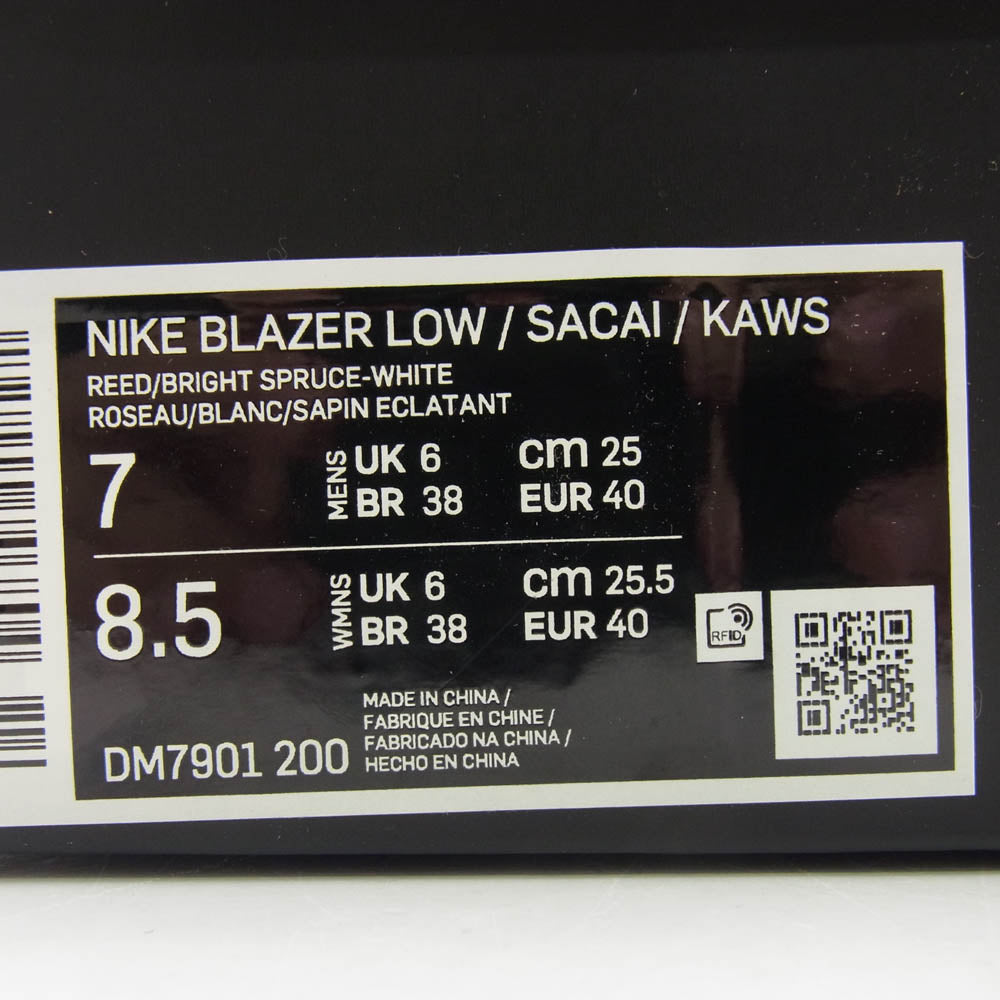 NIKE BLAZER LOW / SACAI / KAWS
REED/BRIGHT SPRUCE-WHITE
ROSEAU/BLANC/SAPIN ECLATANT
7 MENS UK 6 cm 25
BR 38 EUR 40
8.5 WMNS UK 6 cm 25.5
BR 38 EUR 40
RFID
MADE IN CHINA /
FABRIQUE EN CHINE /
FABRICADO NA CHINA /
HECHO EN CHINA
DM7901 200